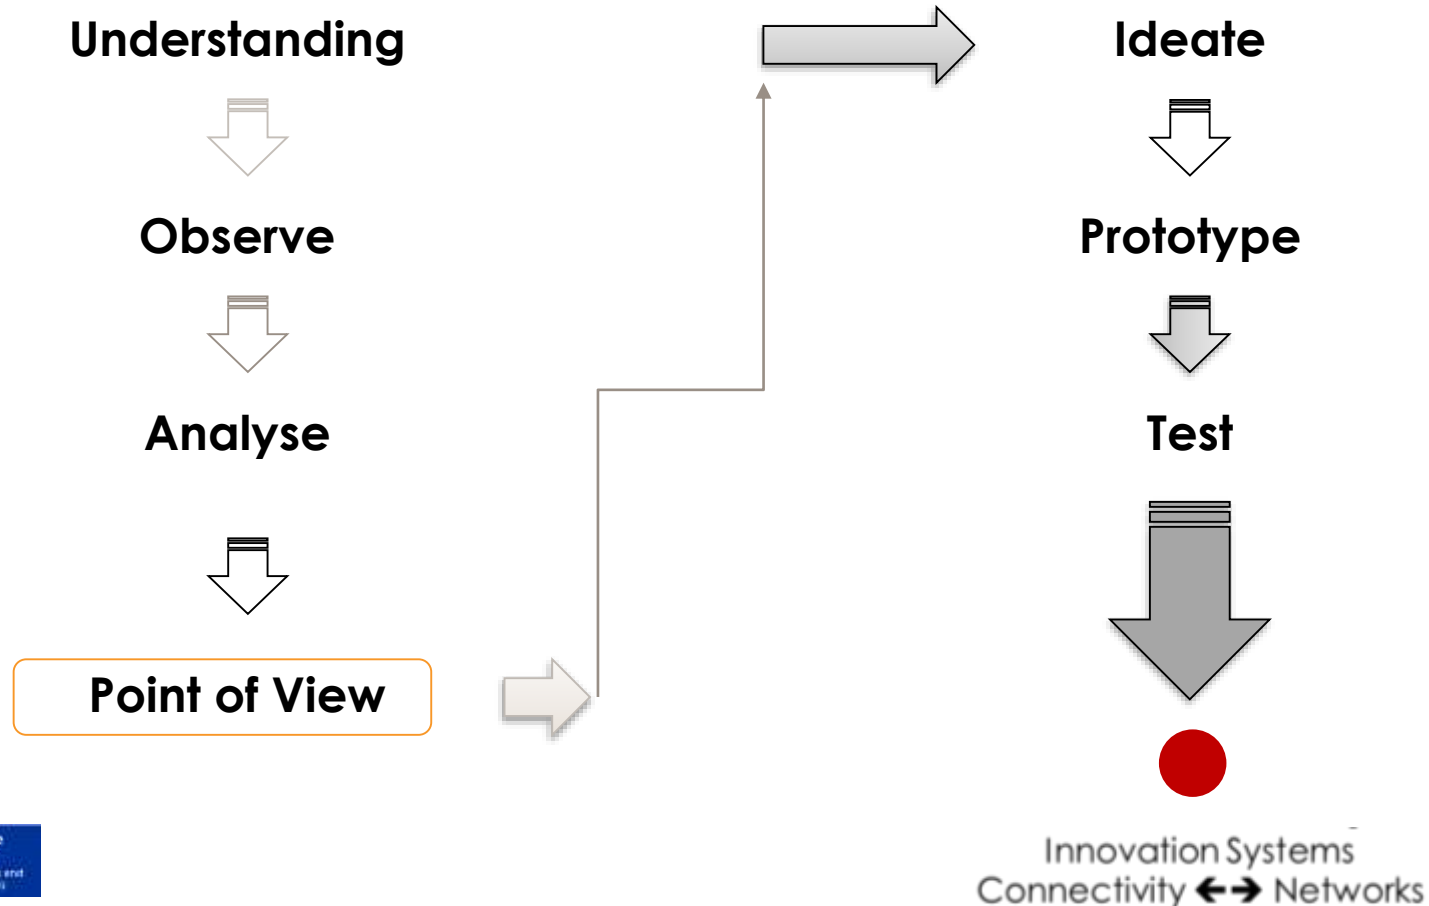 Understanding
Observe
Analyse
Point of View
Ideate
Prototype
Test
Innovation Systems
Connectivity ←→ Networks